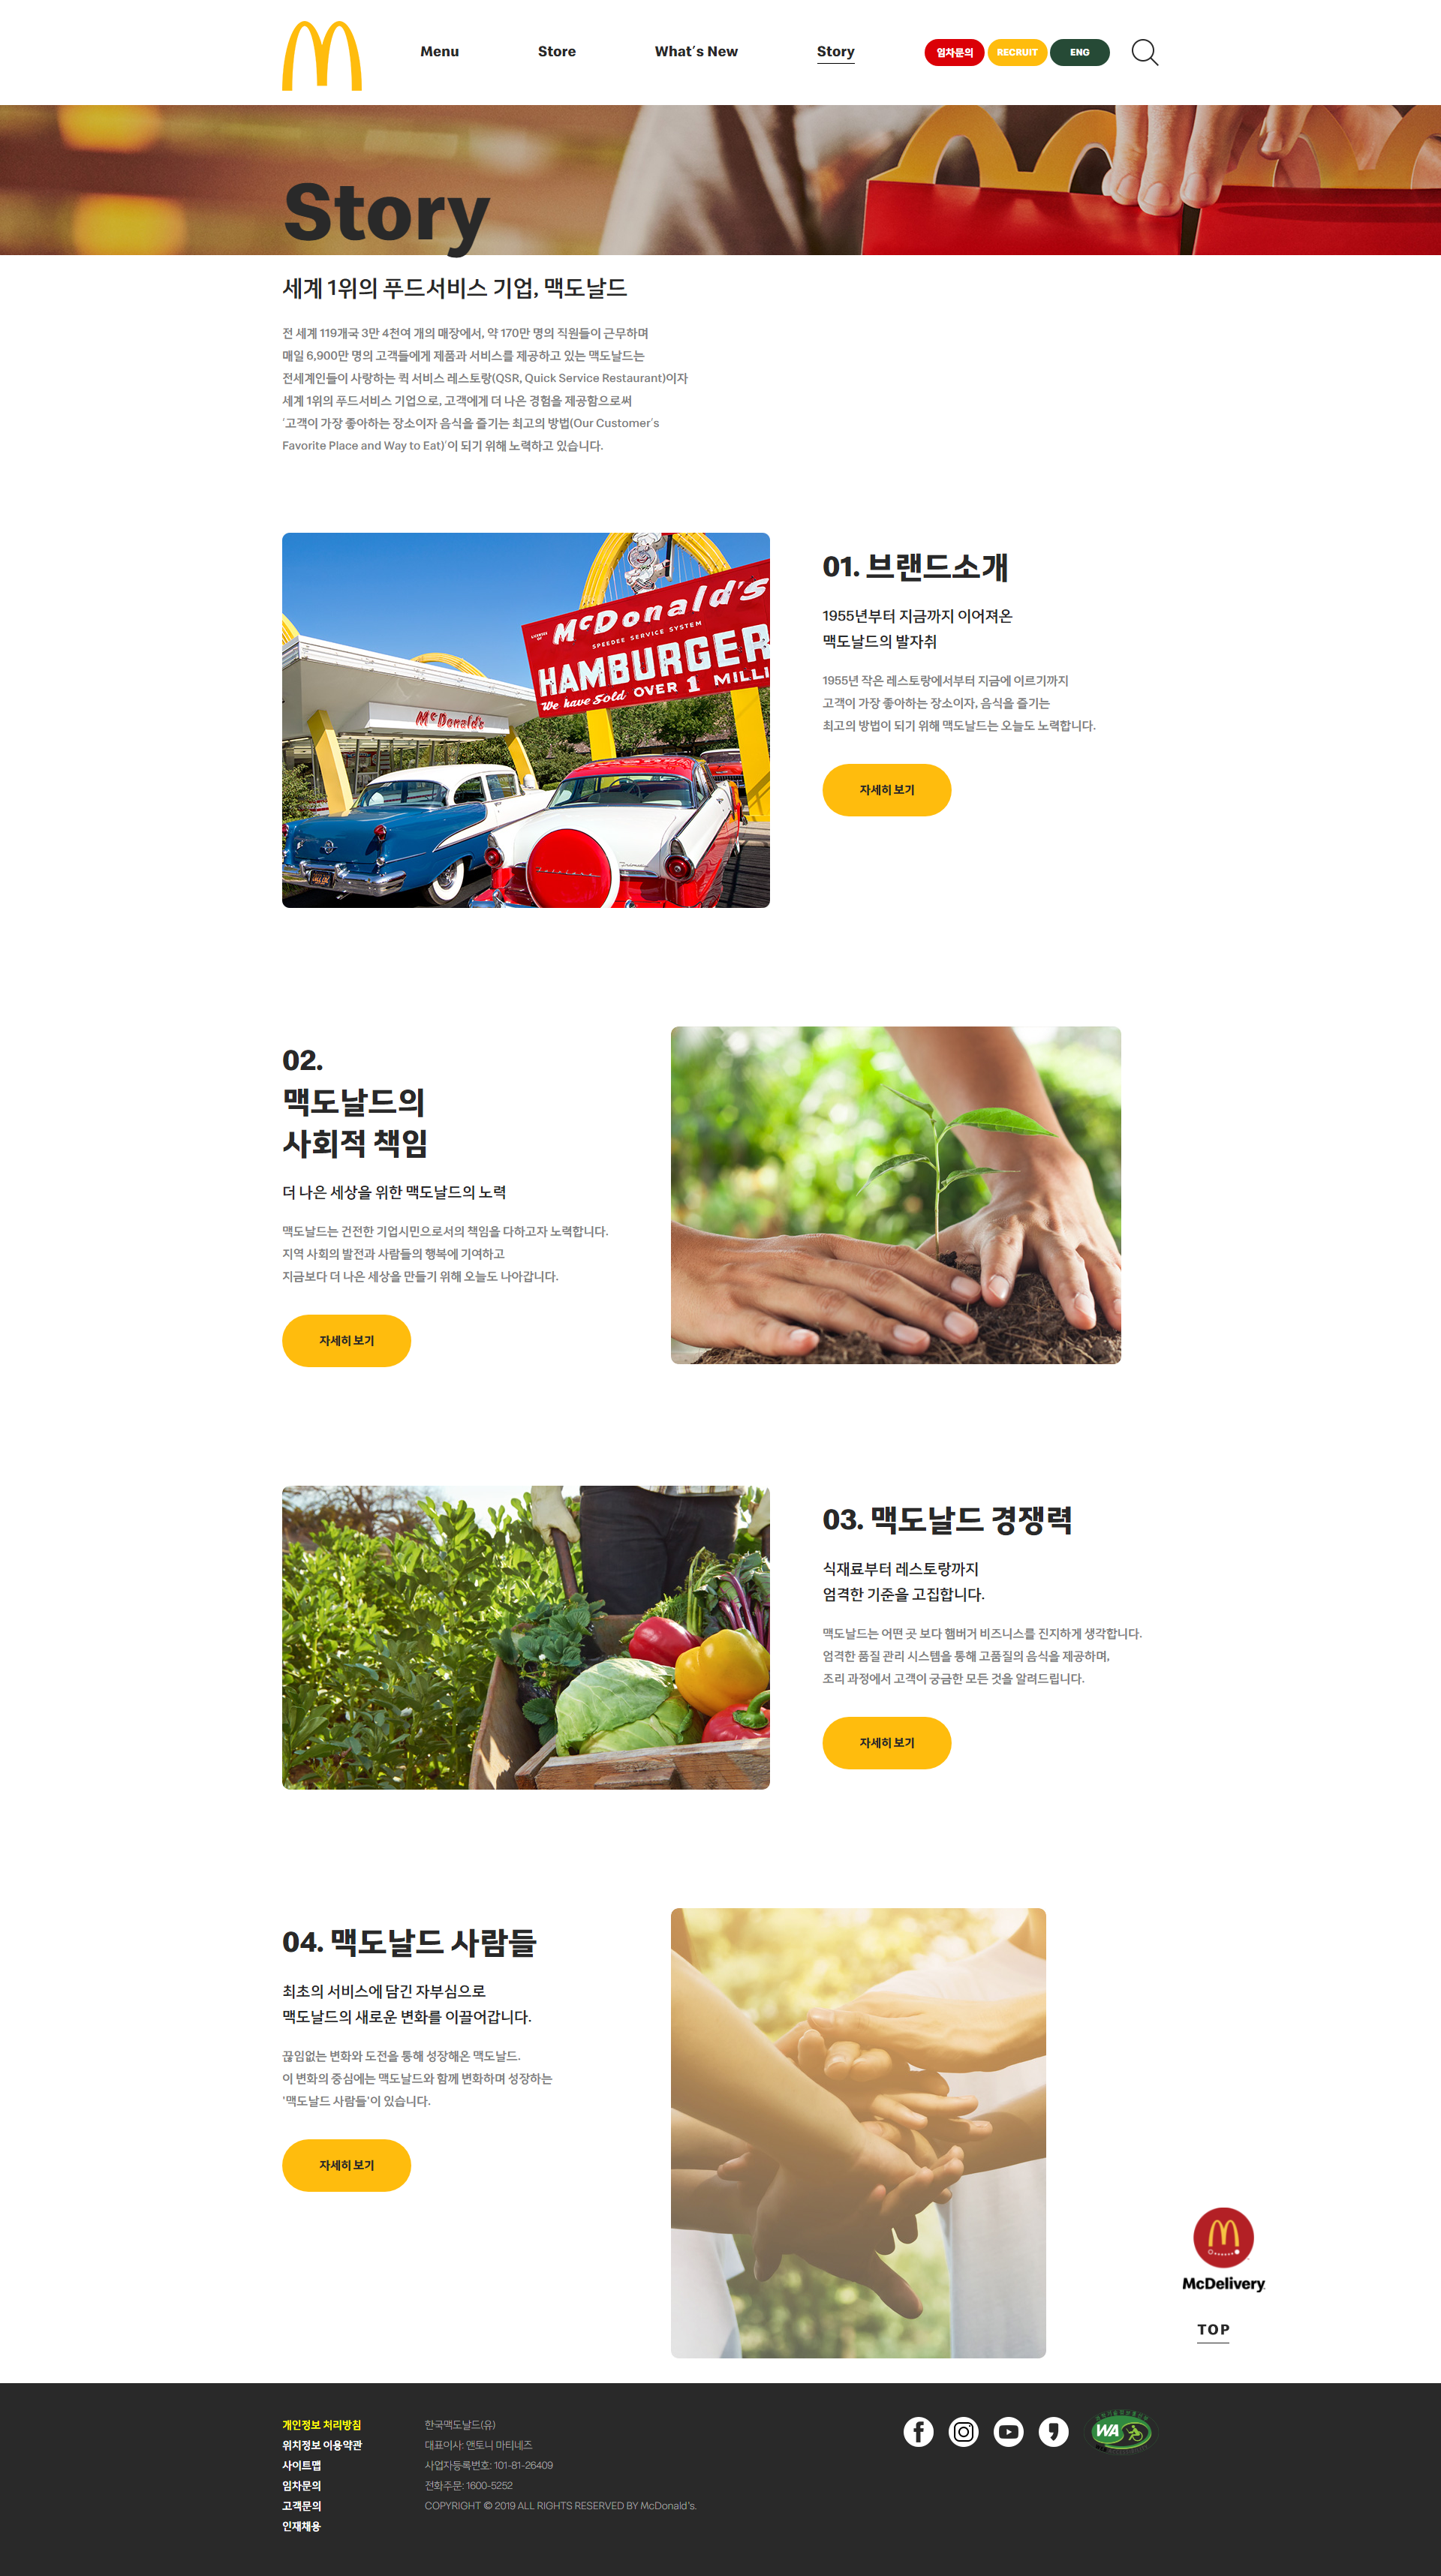 Menu
Store
What's New
Story
임차문의
RECRUIT
ENG
Story
세계 1위의 푸드서비스 기업, 맥도날드
전 세계 119개국 3만 4천여 개의 매장에서, 약 170만 명의 직원들이 근무하며
매일 6,900만 명의 고객들에게 제품과 서비스를 제공하고 있는 맥도날드는
전세계인들이 사랑하는 퀵 서비스 레스토랑(QSR, Quick Service Restaurant)이자
세계 1위의 푸드서비스 기업으로, 고객에게 더 나은 경험을 제공함으로써
'고객이 가장 좋아하는 장소이자 음식을 즐기는 최고의 방법(Our Customer's
Favorite Place and Way to Eat)'이 되기 위해 노력하고 있습니다.
LICENSEE OF
McDonald's
SPEEDEE SERVICE SYSTEM
HAMBURGER
We have Sold OVER 1 MILLI
McDonald's
01. 브랜드소개
1955년부터 지금까지 이어져온
맥도날드의 발자취
1955년 작은 레스토랑에서부터 지금에 이르기까지
고객이 가장 좋아하는 장소이자, 음식을 즐기는
최고의 방법이 되기 위해 맥도날드는 오늘도 노력합니다.
자세히 보기
02.
맥도날드의
사회적 책임
더 나은 세상을 위한 맥도날드의 노력
맥도날드는 건전한 기업시민으로서의 책임을 다하고자 노력합니다.
지역 사회의 발전과 사람들의 행복에 기여하고
지금보다 더 나은 세상을 만들기 위해 오늘도 나아갑니다.
자세히 보기
03. 맥도날드 경쟁력
식재료부터 레스토랑까지
엄격한 기준을 고집합니다.
맥도날드는 어떤 곳 보다 햄버거 비즈니스를 진지하게 생각합니다.
엄격한 품질 관리 시스템을 통해 고품질의 음식을 제공하며,
조리 과정에서 고객이 궁금한 모든 것을 알려드립니다.
자세히 보기
04. 맥도날드 사람들
최초의 서비스에 담긴 자부심으로
맥도날드의 새로운 변화를 이끌어갑니다.
끊임없는 변화와 도전을 통해 성장해온 맥도날드.
이 변화의 중심에는 맥도날드와 함께 변화하며 성장하는
'맥도날드 사람들'이 있습니다.
자세히 보기
McDelivery
TOP
개인정보 처리방침
위치정보 이용약관
사이트맵
임차문의
고객문의
인재채용
한국맥도날드(유)
대표이사: 앤토니 마티네즈
사업자등록번호: 101-81-26409
전화주문: 1600-5252
COPYRIGHT © 2019 ALL RIGHTS RESERVED BY McDonald's.
WA